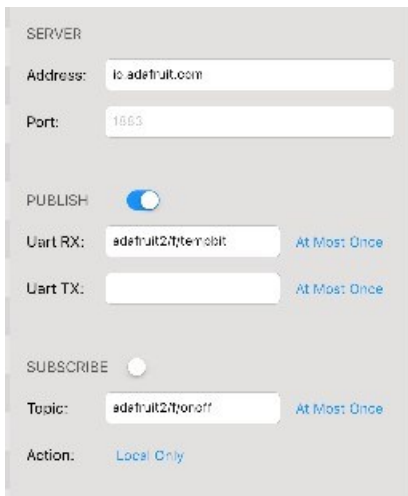 SERVER
Address: io.adafruit.com
Port: 1883
PUBLISH
Uart RX: adafruit2/f/tempbit At Most Once
Uart TX: At Most Once
SUBSCRIBE
Topic: adafruit2/f/onoff At Most Once
Action: Local Only